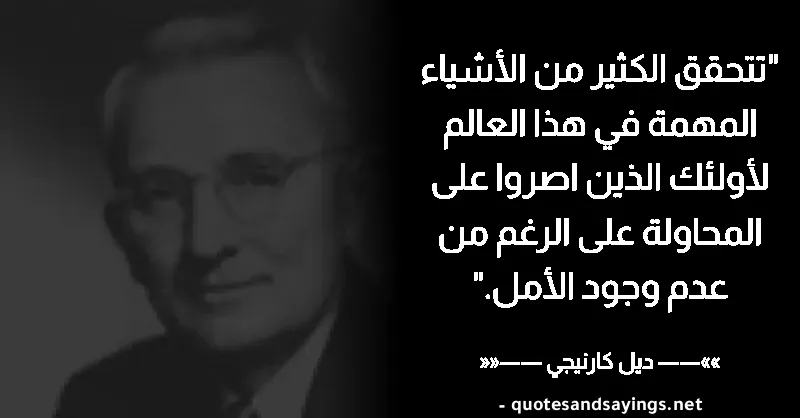 "تتحقق الكثير من الأشياء
المهمة في هذا العالم
لأولئك الذين اصروا على
المحاولة على الرغم من
عدم وجود الأمل."
»»—— ديل كارنيجي ——««
- quotesandsayings.net